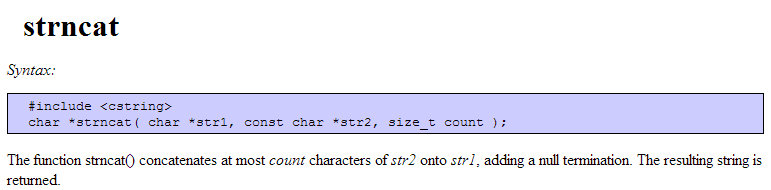 strncat
Syntax:
#include <cstring>
char *strncat( char *str1, const char *str2, size_t count );
The function strncat() concatenates at most count characters of str2 onto str1, adding a null termination. The resulting string is
returned.